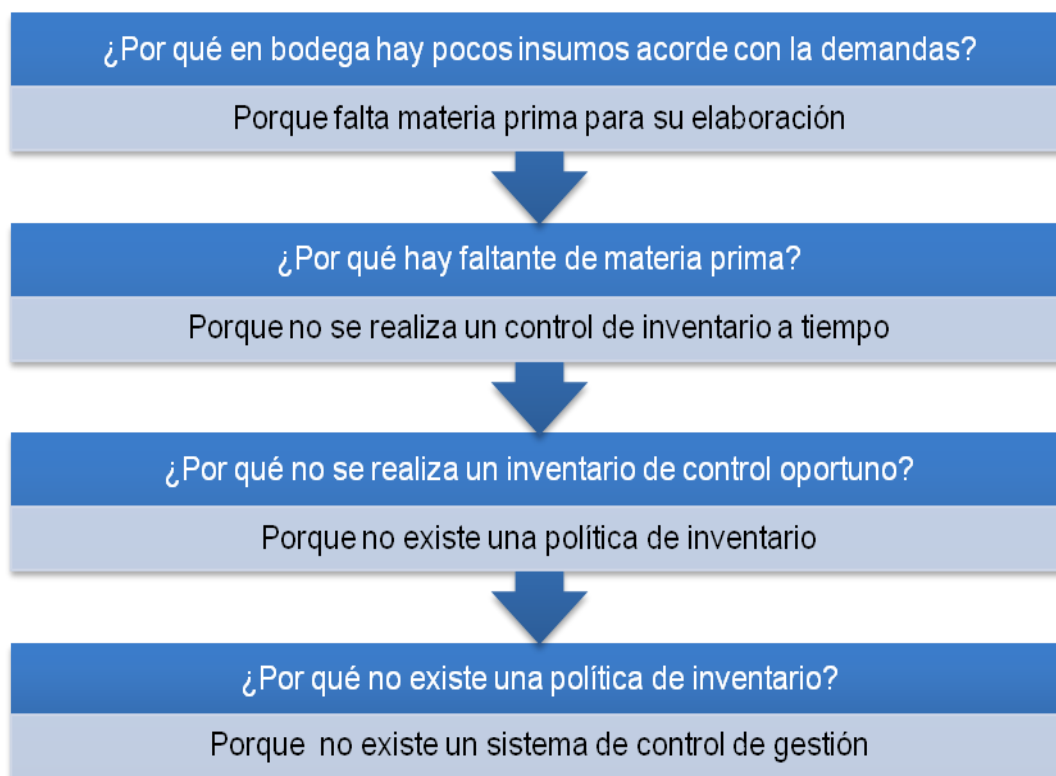 ¿Por qué en bodega hay pocos insumos acorde con la demandas?
Porque falta materia prima para su elaboración
¿Por qué hay faltante de materia prima?
Porque no se realiza un control de inventario a tiempo
¿Por qué no se realiza un inventario de control oportuno?
Porque no existe una política de inventario
¿Por qué no existe una política de inventario?
Porque no existe un sistema de control de gestión